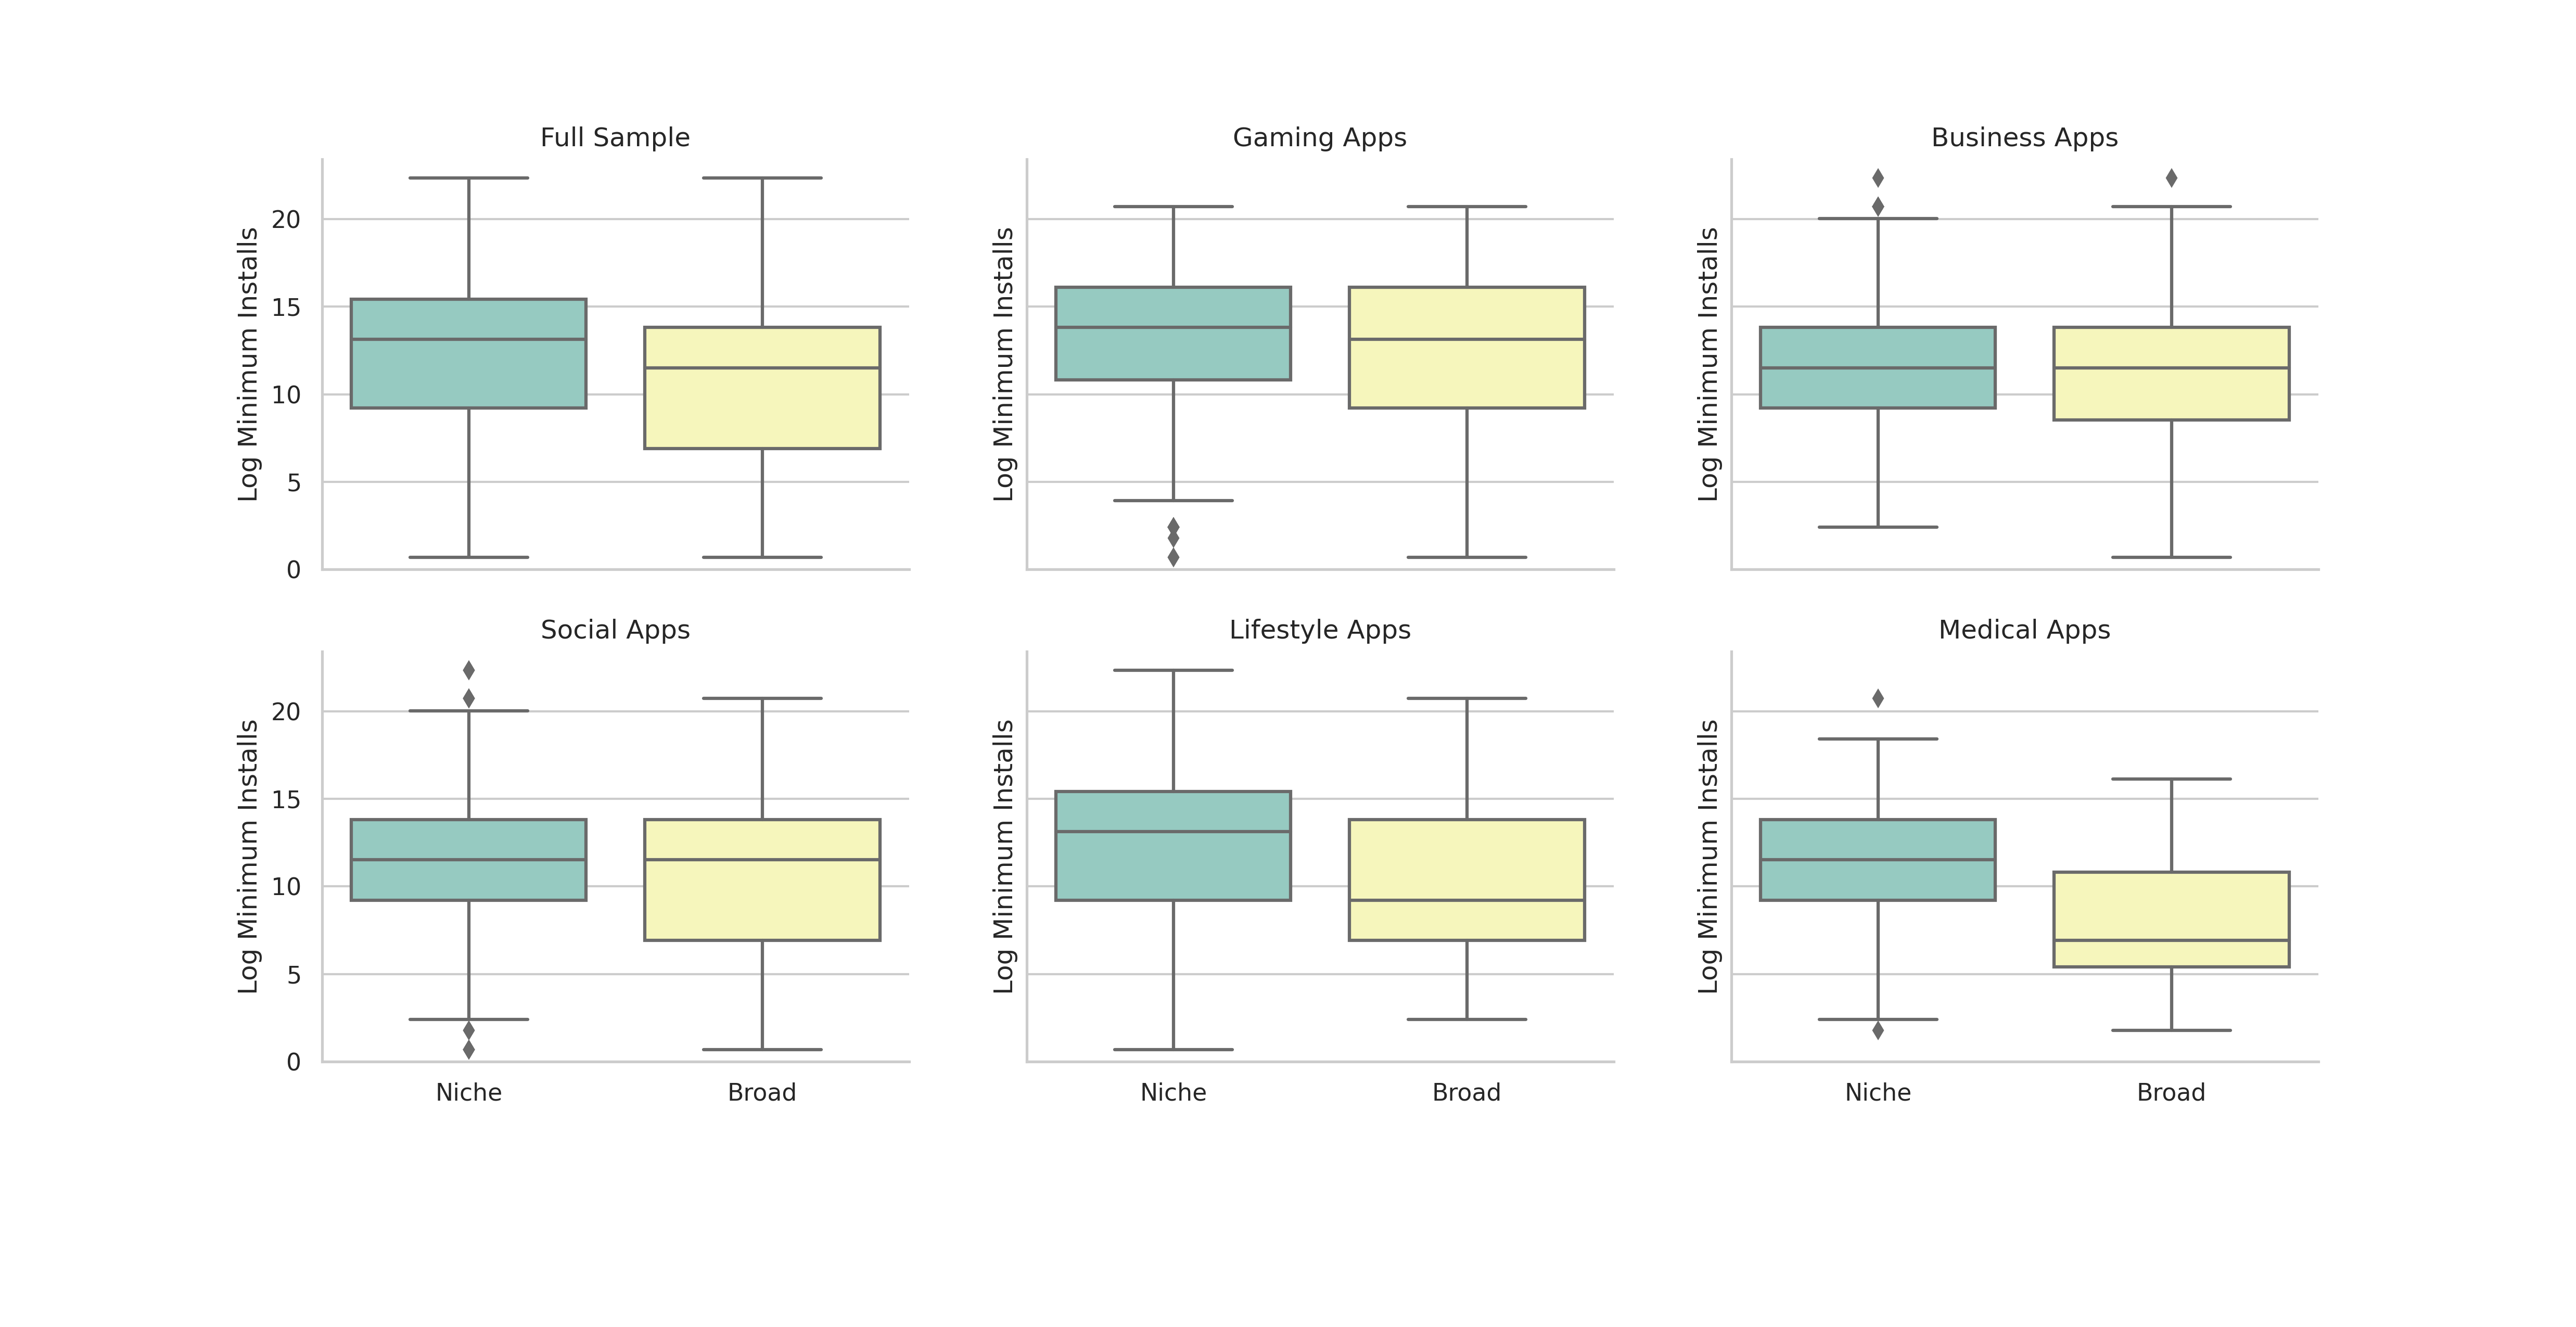 Full Sample
Gaming Apps
Business Apps
Log Minimum Installs
20
15
10
5
0
Log Minimum Installs
Log Minimum Installs
Social Apps
Lifestyle Apps
Medical Apps
Log Minimum Installs
20
15
10
5
0
Log Minimum Installs
Log Minimum Installs
Niche
Broad
Niche
Broad
Niche
Broad